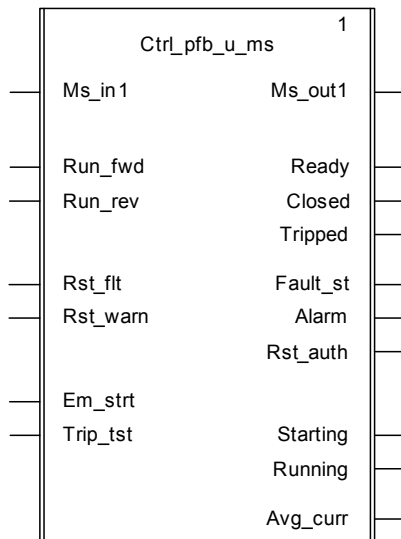 1
Ctrl_pfb_u_ms
Ms_in1 Ms_out1
Run_fwd Ready
Run_rev Closed
Tripped
Rst_flt Fault_st
Rst_warn Alarm
Rst_auth
Em_strt
Trip_tst Starting
Running
Avg_curr